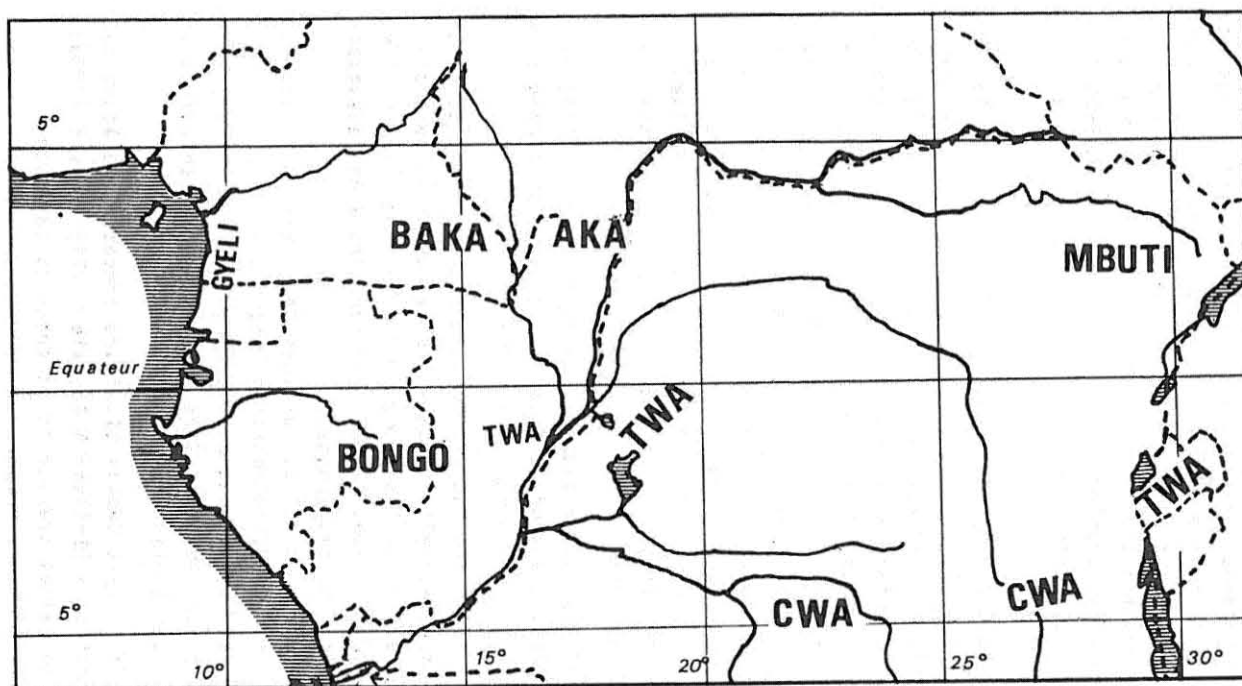 5°
GYELI
BAKA
AKA
MBUTI
Equateur
TWA
TWA
BONGO
TWA
5°
CWA
CWA
10°
15°
20°
25°
30°